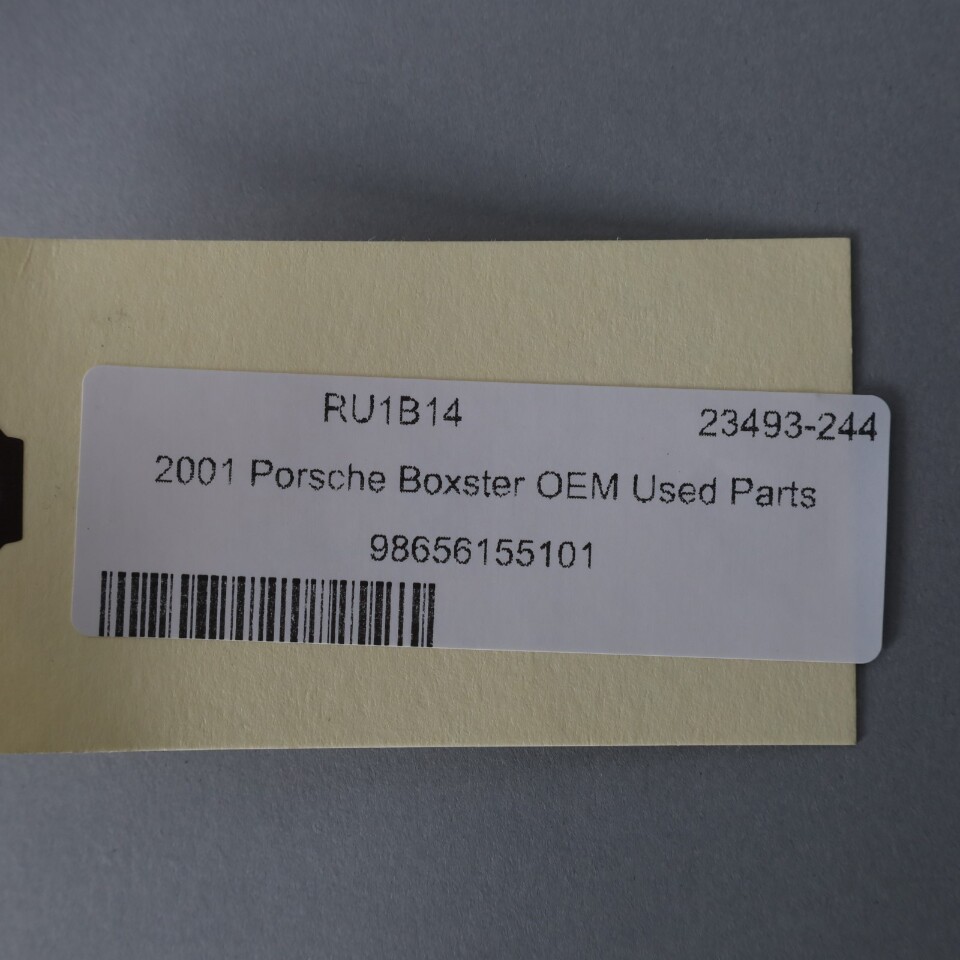 RU1B14 23493-244
2001 Porsche Boxster OEM Used Parts
98656155101